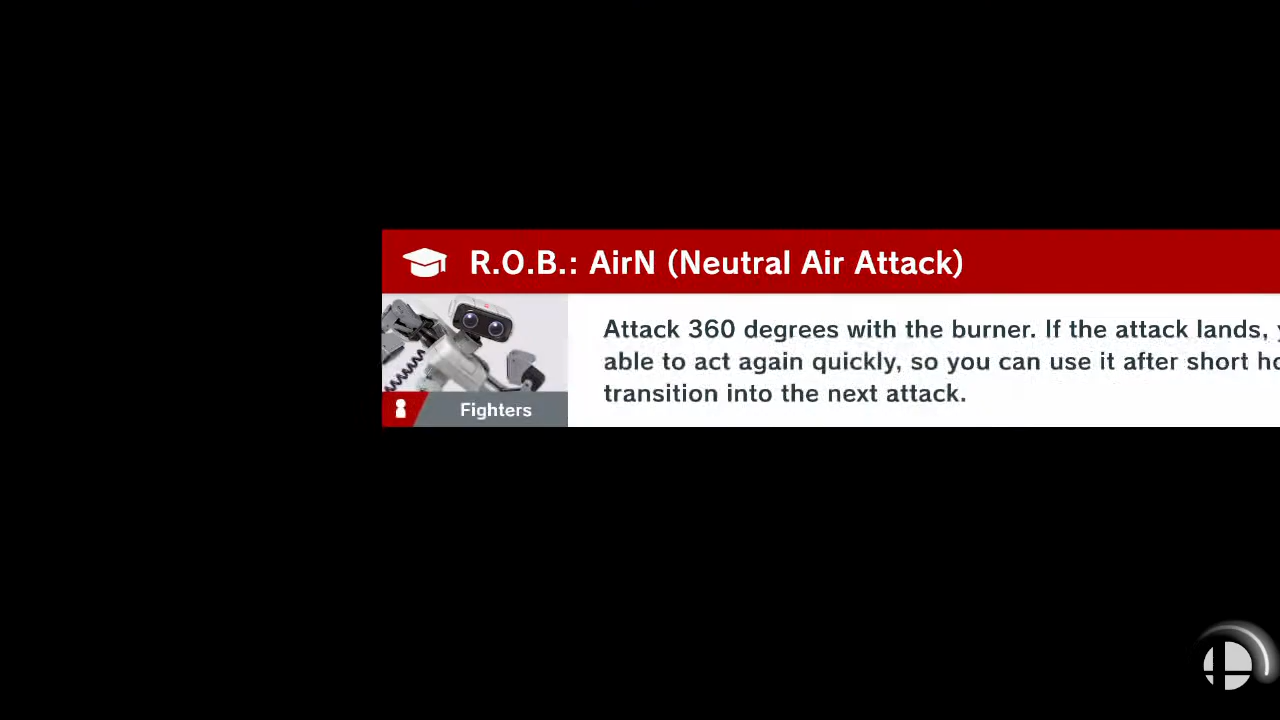 R.O.B.: AirN (Neutral Air Attack)
Attack 360 degrees with the burner. If the attack lands,
able to act again quickly, so you can use it after short
transition into the next attack.
Fighters